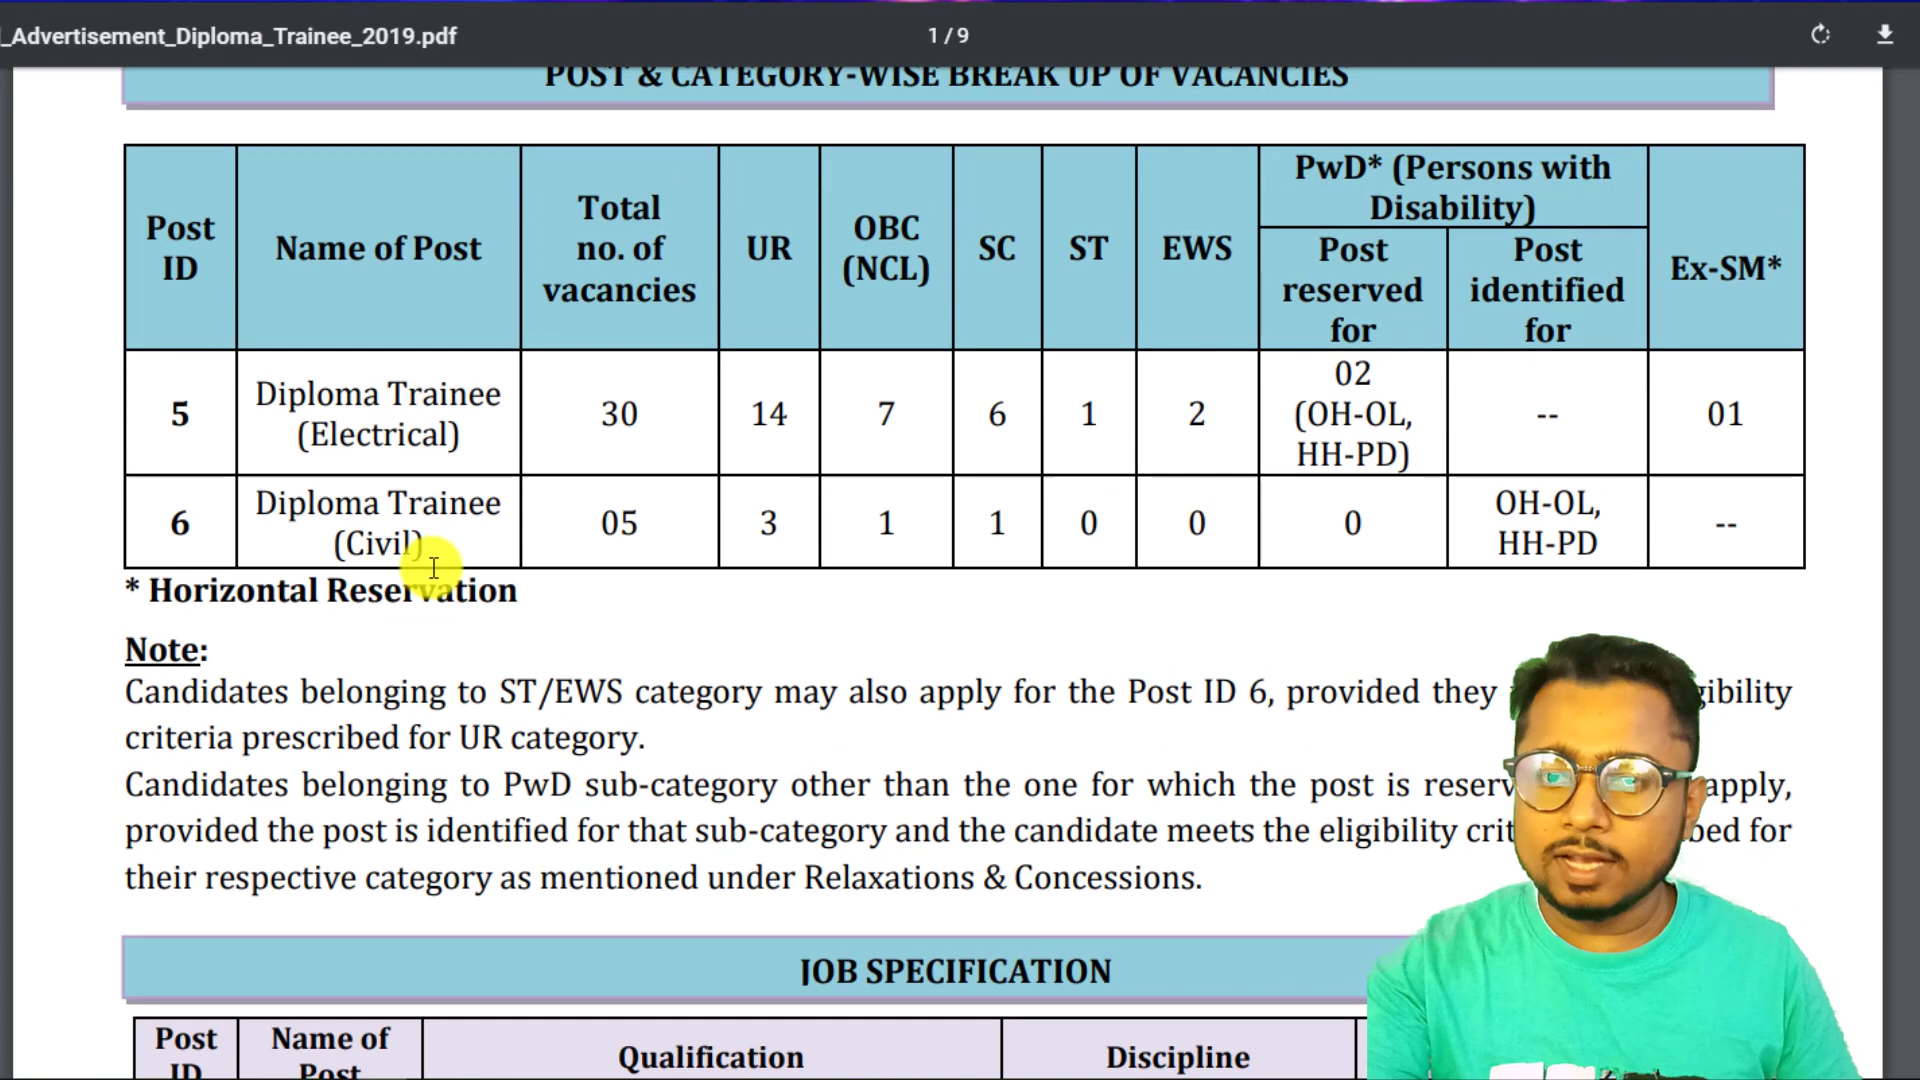 _Advertisement_Diploma_Trainee_2019.pdf
1 / 9
POST & CATEGORY-WISE BREAK UP OF VACANCIES
Post ID
Name of Post
Total no. of vacancies
UR
OBC (NCL)
SC
ST
EWS
PwD* (Persons with Disability)
Post reserved for
Post identified for
Ex-SM*
5
Diploma Trainee (Electrical)
30
14
7
6
1
2
02 (OH-OL, HH-PD)
--
01
6
Diploma Trainee (Civil)
05
3
1
1
0
0
0
OH-OL, HH-PD
--
* Horizontal Reservation
Note:
Candidates belonging to ST/EWS category may also apply for the Post ID 6, provided they gibility
criteria prescribed for UR category.
Candidates belonging to PwD sub-category other than the one for which the post is reserv apply,
provided the post is identified for that sub-category and the candidate meets the eligibility crit bed for
their respective category as mentioned under Relaxations & Concessions.
JOB SPECIFICATION
Post ID
Name of Post
Qualification
Discipline